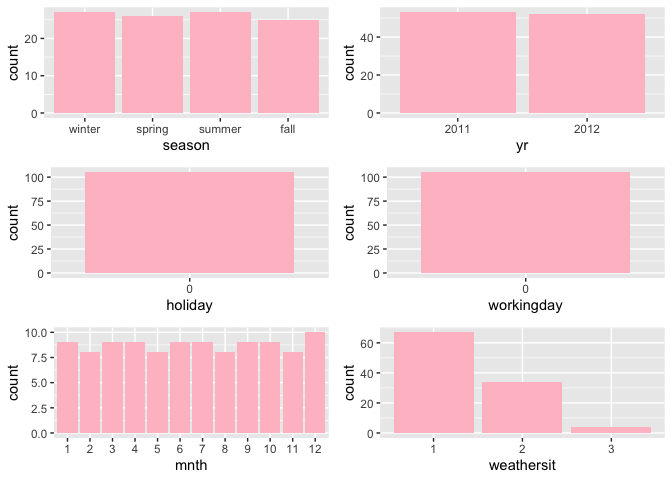 count
20
10
0
winter spring summer fall
season
count
40
20
0
2011 2012
yr
count
100
75
50
25
0
0
holiday
count
100
75
50
25
0
0
workingday
count
10.0
7.5
5.0
2.5
0.0
1 2 3 4 5 6 7 8 9 10 11 12
mnth
count
60
40
20
0
1 2 3
weathersit